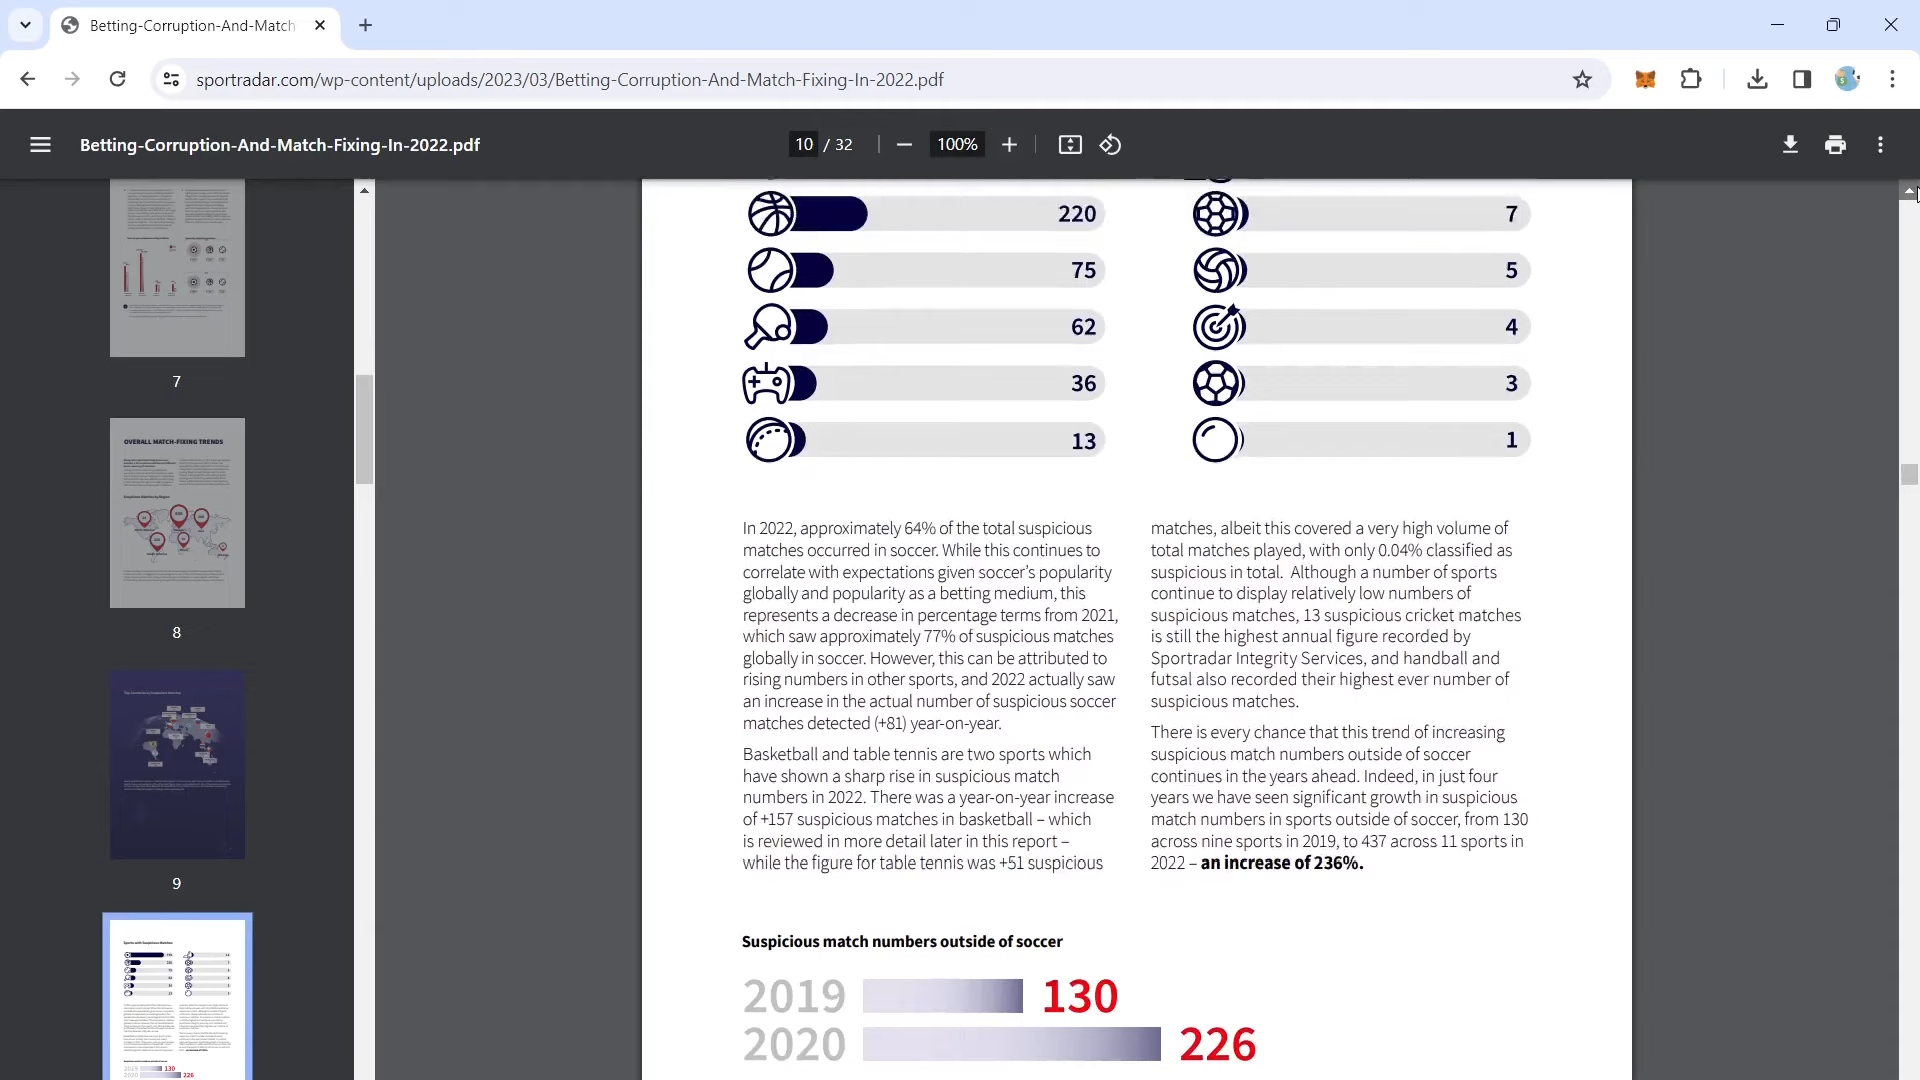 Betting-Corruption-And-Match
sportradar.com/wp-content/uploads/2023/03/Betting-Corruption-And-Match-Fixing-In-2022.pdf
Betting-Corruption-And-Match-Fixing-In-2022.pdf
10 / 32
100%
7
OVERALL MATCH-FIXING TRENDS
8
9
220
75
62
36
13
7
5
4
3
1
In 2022, approximately 64% of the total suspicious
matches occurred in soccer. While this continues to
correlate with expectations given soccer's popularity
globally and popularity as a betting medium, this
represents a decrease in percentage terms from 2021,
which saw approximately 77% of suspicious matches
globally in soccer. However, this can be attributed to
rising numbers in other sports, and 2022 actually saw
an increase in the actual number of suspicious soccer
matches detected (+81) year-on-year.
Basketball and table tennis are two sports which
have shown a sharp rise in suspicious match
numbers in 2022. There was a year-on-year increase
of +157 suspicious matches in basketball – which
is reviewed in more detail later in this report –
while the figure for table tennis was +51 suspicious
matches, albeit this covered a very high volume of
total matches played, with only 0.04% classified as
suspicious in total. Although a number of sports
continue to display relatively low numbers of
suspicious matches, 13 suspicious cricket matches
is still the highest annual figure recorded by
Sportradar Integrity Services, and handball and
futsal also recorded their highest ever number of
suspicious matches.
There is every chance that this trend of increasing
suspicious match numbers outside of soccer
continues in the years ahead. Indeed, in just four
years we have seen significant growth in suspicious
match numbers in sports outside of soccer, from 130
across nine sports in 2019, to 437 across 11 sports in
2022 – an increase of 236%.
Suspicious match numbers outside of soccer
2019 130
2020 226